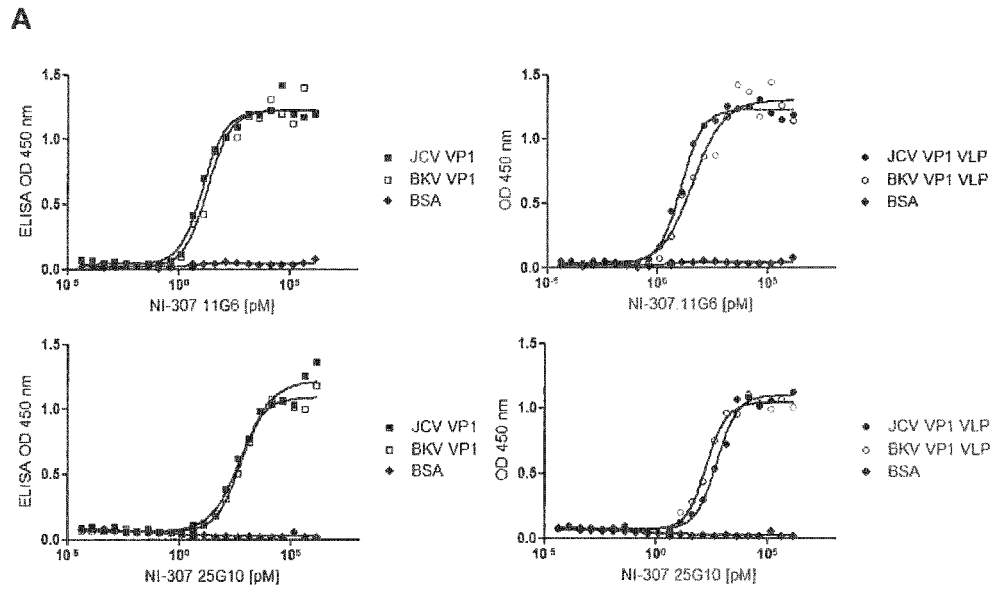 A
1.5
1.0
0.5
0.0
ELISA OD 450 nm
10⁻⁵ 10⁰ 10⁵
NI-307 11G6 [pM]
JCV VP1
BKV VP1
BSA
1.5
1.0
0.5
0.0
OD 450 nm
10⁻⁵ 10⁰ 10⁵
NI-307.11G6 [pM]
JCV VP1 VLP
BKV VP1 VLP
BSA
1.5
1.0
0.5
0.0
ELISA OD 450 nm
10⁻⁵ 10⁰ 10⁵
NI-307 25G10 [pM]
JCV VP1
BKV VP1
BSA
1.5
1.0
0.5
0.0
OD 450 nm
10⁻⁵ 10⁰ 10⁵
NI-307 25G10 [pM]
JCV VP1 VLP
BKV VP1 VLP
BSA